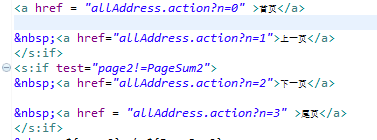 <a href = "allAddress.action?n=0" >首页</a>
&nbsp;<a href="allAddress.action?n=1">上一页</a>
</s:if>
<s:if test="page2!=PageSum2">
&nbsp;<a href="allAddress.action?n=2">下一页</a>
&nbsp;<a href = "allAddress.action?n=3" >尾页</a>
</s:if>